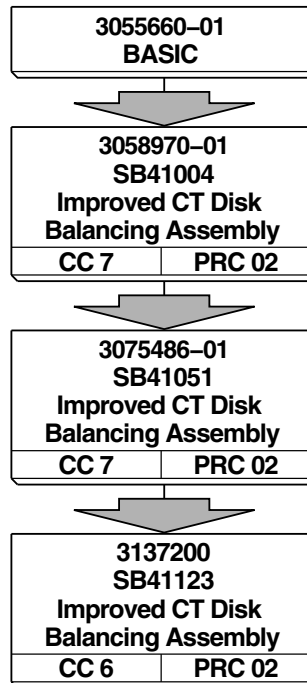 3055660–01
BASIC
3058970–01
SB41004
Improved CT Disk
Balancing Assembly
CC 7 PRC 02
3075486–01
SB41051
Improved CT Disk
Balancing Assembly
CC 7 PRC 02
3137200
SB41123
Improved CT Disk
Balancing Assembly
CC 6 PRC 02